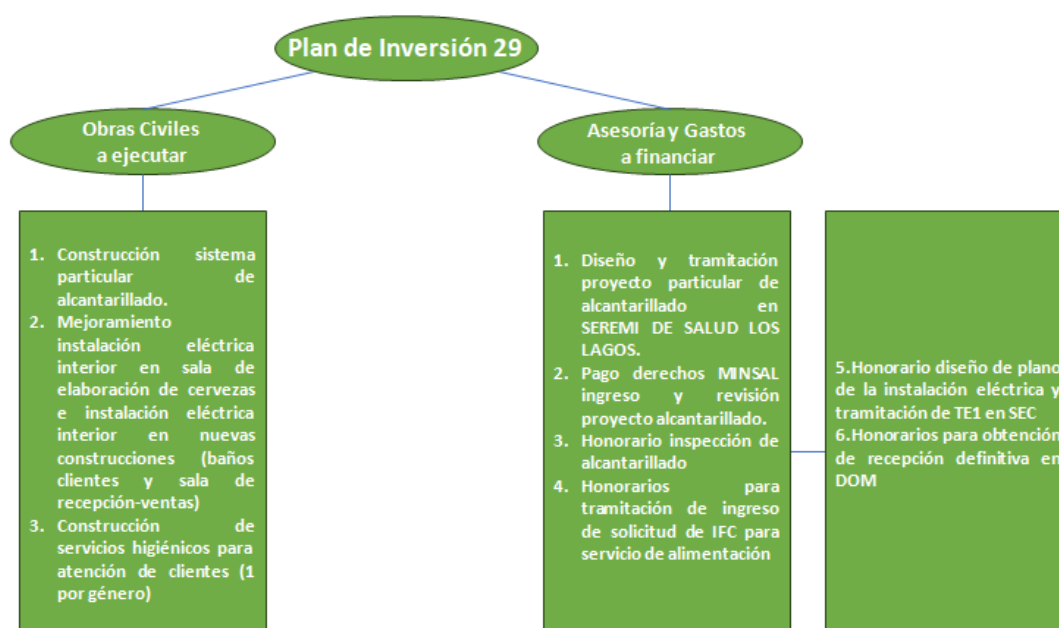 Plan de Inversión 29
Obras Civiles
a ejecutar
Asesoría y Gastos
a financiar
1. Construcción sistema
particular de
alcantarillado.
2. Mejoramiento
instalación eléctrica
interior en sala de
elaboración de cervezas
e instalación eléctrica
interior en nuevas
construcciones (baños
clientes y sala de
recepción-ventas)
3. Construcción de
servicios higiénicos para
atención de clientes (1
por género)
1. Diseño y tramitación
proyecto particular de
alcantarillado en
SEREMI DE SALUD LOS
LAGOS.
2. Pago derechos MINSAL
ingreso y revisión
proyecto alcantarillado.
3. Honorario inspección de
alcantarillado
4. Honorarios para
tramitación de ingreso
de solicitud de IFC para
servicio de alimentación
5.Honorario diseño de plano
de la instalación eléctrica y
tramitación de TE1 en SEC
6.Honorarios para obtención
de recepción definitiva en
DOM